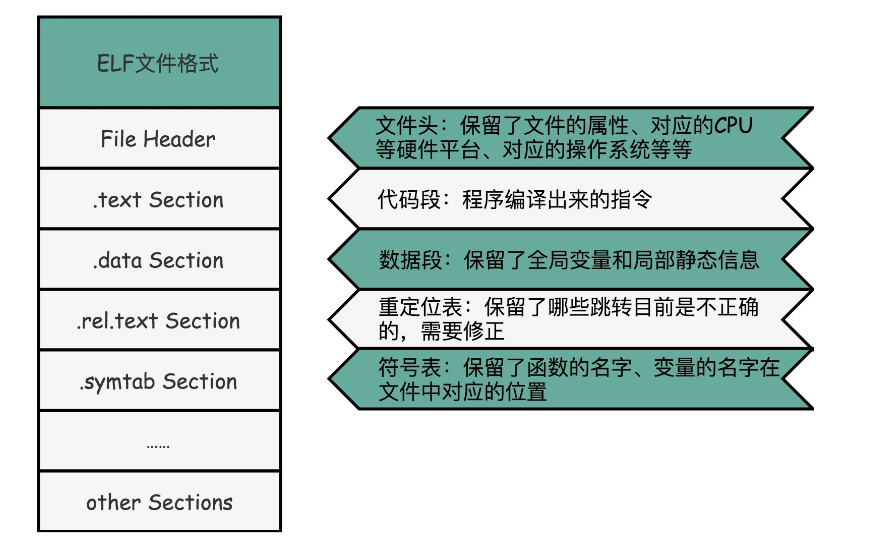 ELF文件格式
File Header
文件头：保留了文件的属性、对应的CPU
等硬件平台、对应的操作系统等等
.text Section
代码段：程序编译出来的指令
.data Section
数据段：保留了全局变量和局部静态信息
.rel.text Section
重定位表：保留了哪些跳转目前是不正确
的，需要修正
.symtab Section
符号表：保留了函数的名字、变量的名字在
文件中对应的位置
......
other Sections